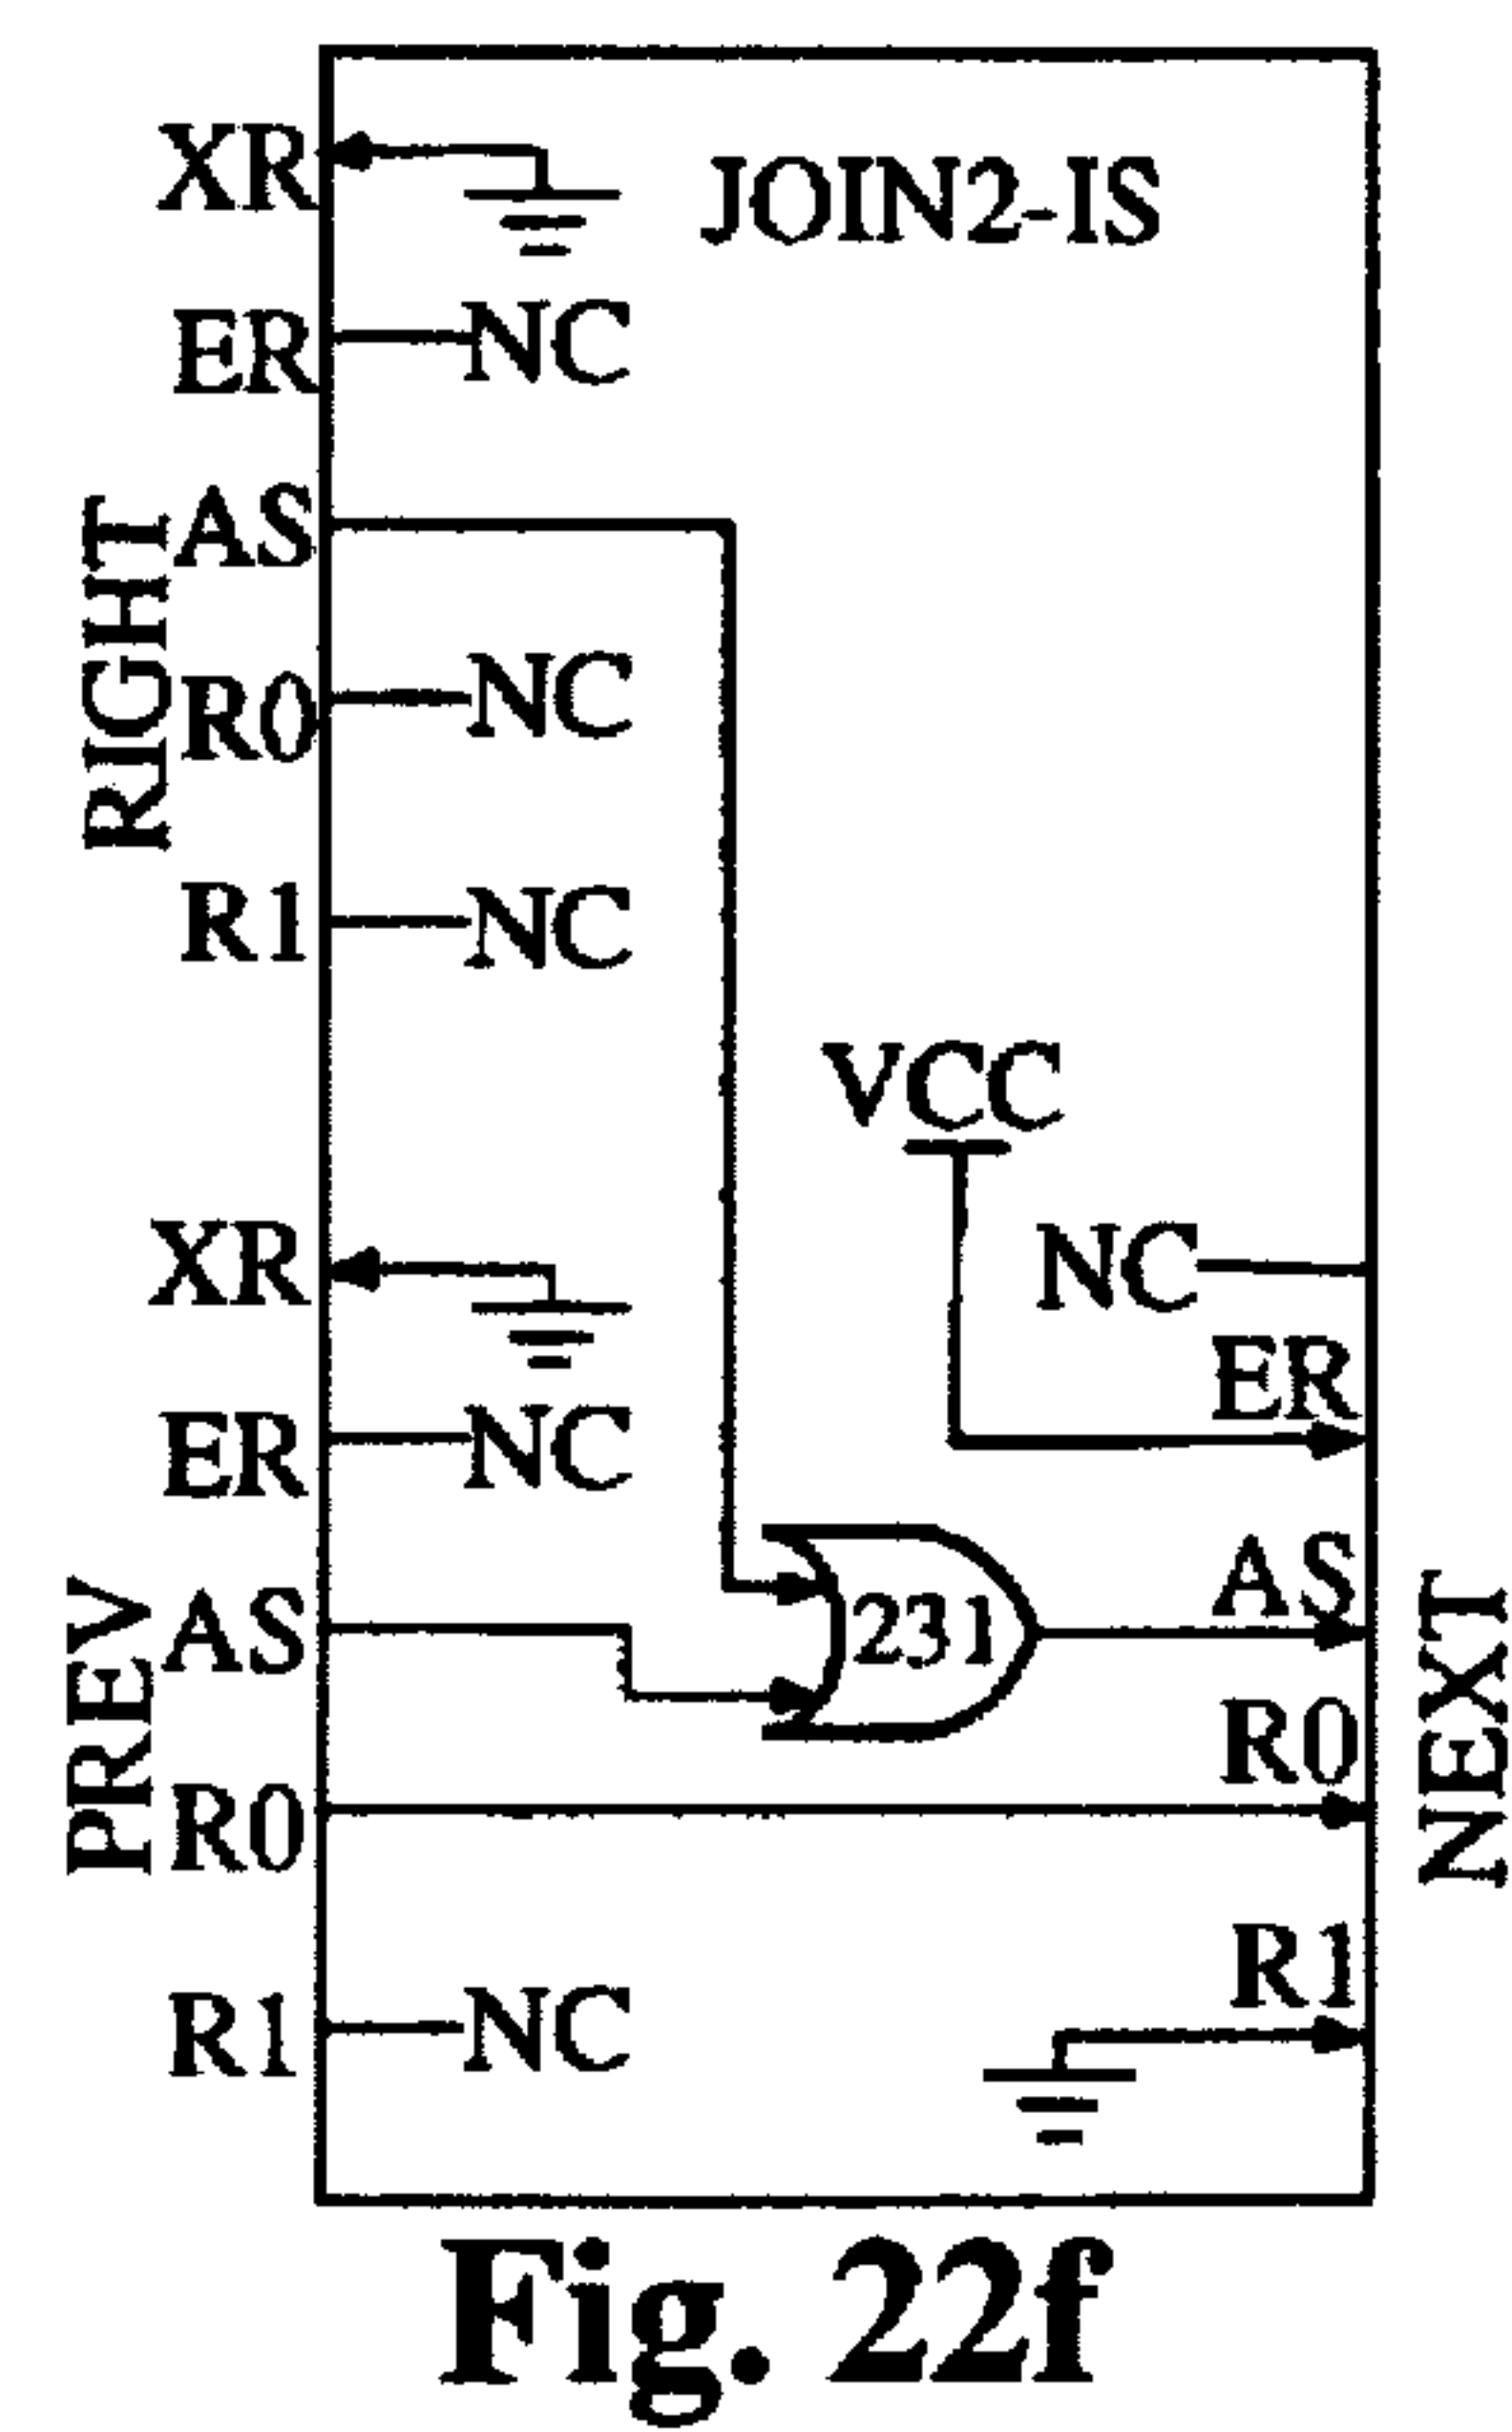 XR
JOIN2-IS
ER NC
AS
RIGHT
R0 NC
R1 NC
VCC
XR
NC
ER
ER NC
AS
AS
231
PREV
NEXT
R0
R0
R1
R1 NC
Fig. 22f